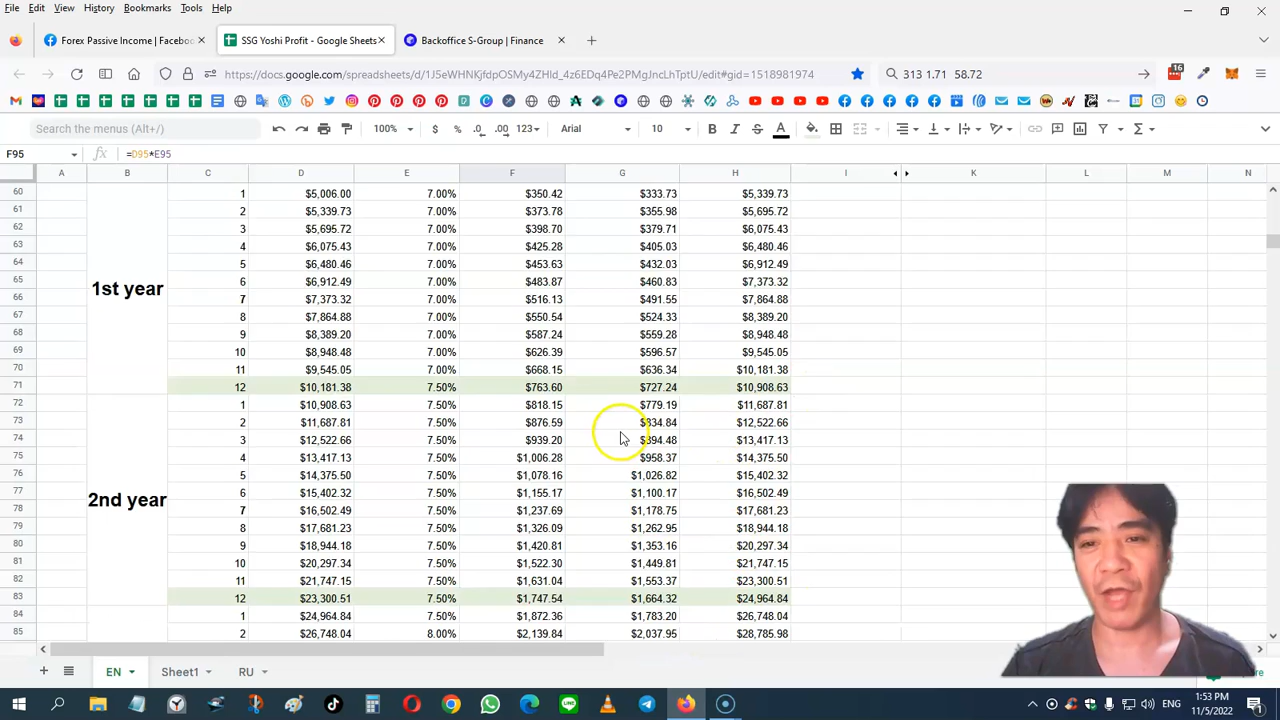 File Edit View History Bookmarks Tools Help
Forex Passive Income | Faceboo
SSG Yoshi Profit - Google Sheets
Backoffice S-Group | Finance
313 1.71 58.72
16
Search the menus (Alt+/)
100% $ % .0 .00 123 Arial 10 B I S A
F95 =D95*E95
A B C D E F G H I K L M N
60 1 $5,006.00 7.00% $350.42 $333.73 $5,339.73
61 2 $5,339.73 7.00% $373.78 $355.98 $5,695.72
62 3 $5,695.72 7.00% $398.70 $379.71 $6,075.43
63 4 $6,075.43 7.00% $425.28 $405.03 $6,480.46
64 5 $6,480.46 7.00% $453.63 $432.03 $6,912.49
65 6 $6,912.49 7.00% $483.87 $460.83 $7,373.32
1st year
66 7 $7,373.32 7.00% $516.13 $491.55 $7,864.88
67 8 $7,864.88 7.00% $550.54 $524.33 $8,389.20
68 9 $8,389.20 7.00% $587.24 $559.28 $8,948.48
69 10 $8,948.48 7.00% $626.39 $596.57 $9,545.05
70 11 $9,545.05 7.00% $668.15 $636.34 $10,181.38
71 12 $10,181.38 7.50% $763.60 $727.24 $10,908.63
72 1 $10,908.63 7.50% $818.15 $779.19 $11,687.81
73 2 $11,687.81 7.50% $876.59 $834.84 $12,522.66
74 3 $12,522.66 7.50% $939.20 $894.48 $13,417.13
75 4 $13,417.13 7.50% $1,006.28 $958.37 $14,375.50
76 5 $14,375.50 7.50% $1,078.16 $1,026.82 $15,402.32
77 6 $15,402.32 7.50% $1,155.17 $1,100.17 $16,502.49
2nd year
78 7 $16,502.49 7.50% $1,237.69 $1,178.75 $17,681.23
79 8 $17,681.23 7.50% $1,326.09 $1,262.95 $18,944.18
80 9 $18,944.18 7.50% $1,420.81 $1,353.16 $20,297.34
81 10 $20,297.34 7.50% $1,522.30 $1,449.81 $21,747.15
82 11 $21,747.15 7.50% $1,631.04 $1,553.37 $23,300.51
83 12 $23,300.51 7.50% $1,747.54 $1,664.32 $24,964.84
84 1 $24,964.84 7.50% $1,872.36 $1,783.20 $26,748.04
85 2 $26,748.04 8.00% $2,139.84 $2,037.95 $28,785.98
EN Sheet1 RU
ENG
1:53 PM
11/5/2022